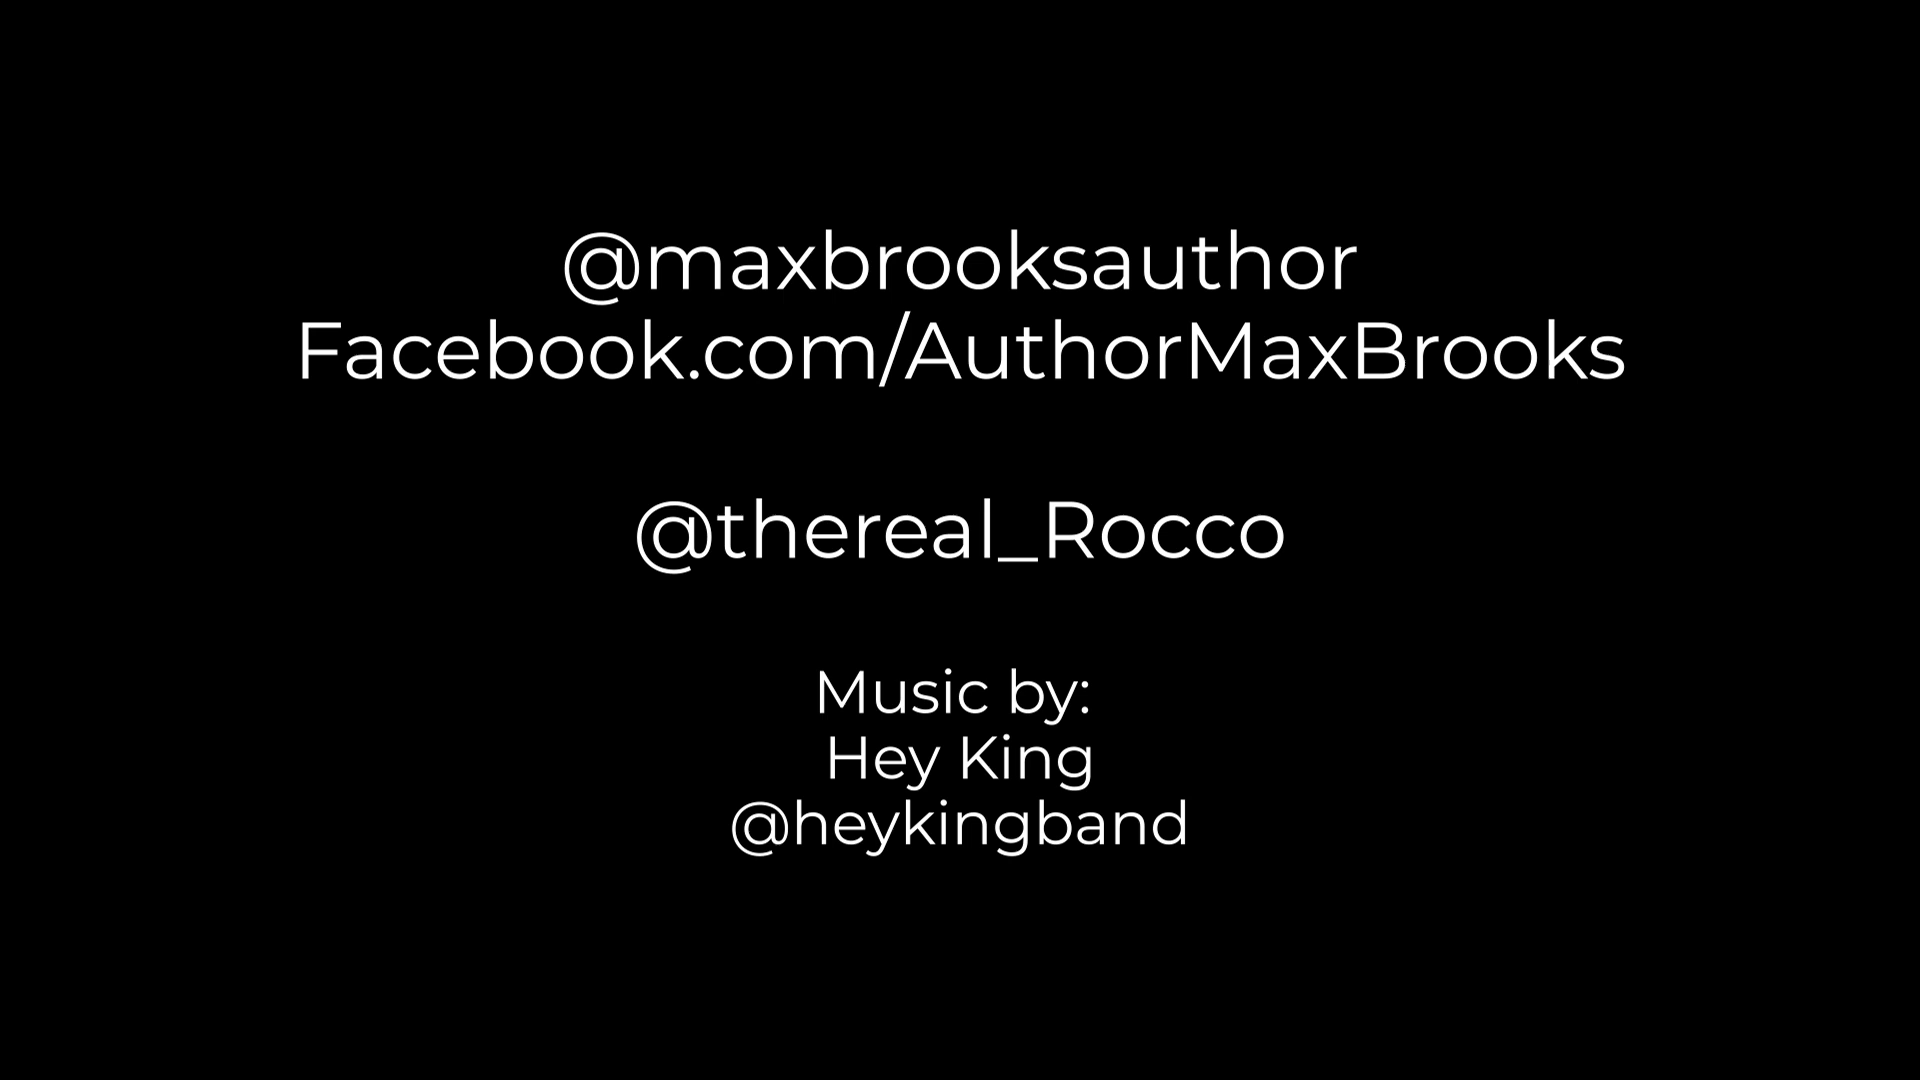 @maxbrooksauthor
Facebook.com/AuthorMaxBrooks
@thereal_Rocco
Music by:
Hey King
@heykingband